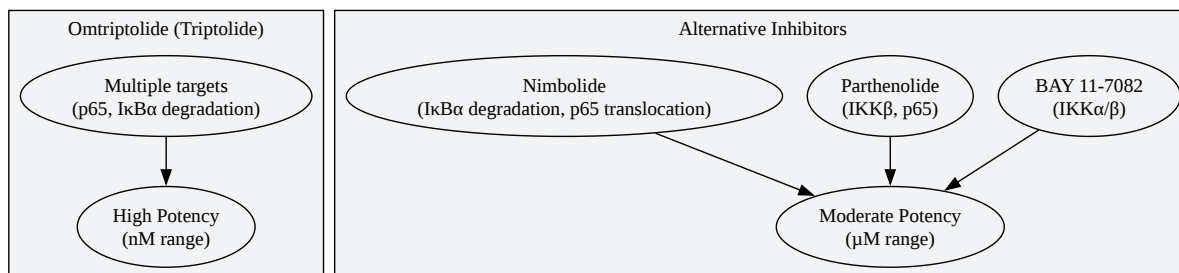 Omtriptolide (Triptolide)
Multiple targets
(p65, IκBα degradation)
High Potency
(nM range)
Alternative Inhibitors
Nimbolide
(IκBα degradation, p65 translocation)
Parthenolide
(IKKβ, p65)
BAY 11-7082
(IKKα/β)
Moderate Potency
(µM range)